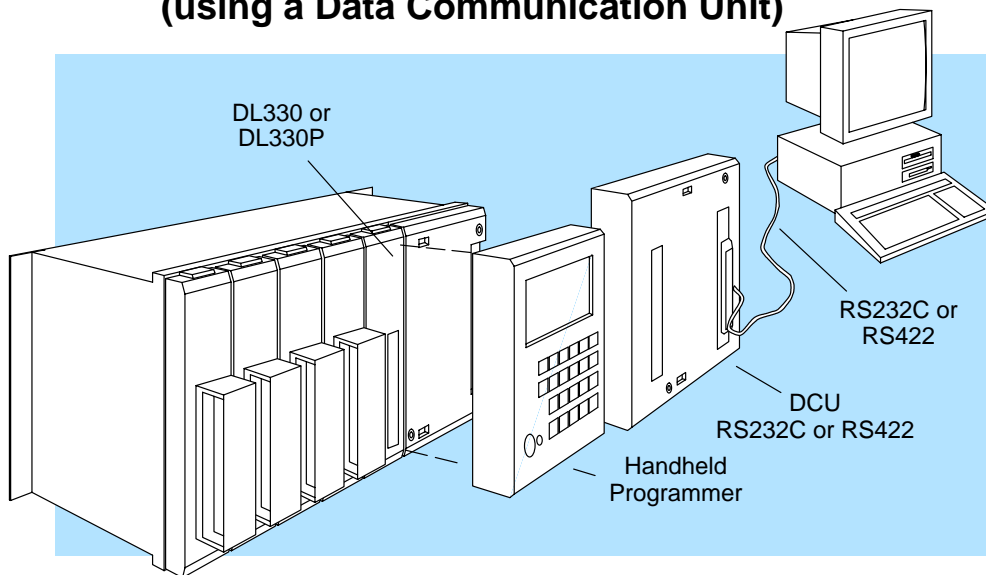 (using a Data Communication Unit)
DL330 or
DL330P
RS232C or
RS422
DCU
RS232C or RS422
Handheld
Programmer